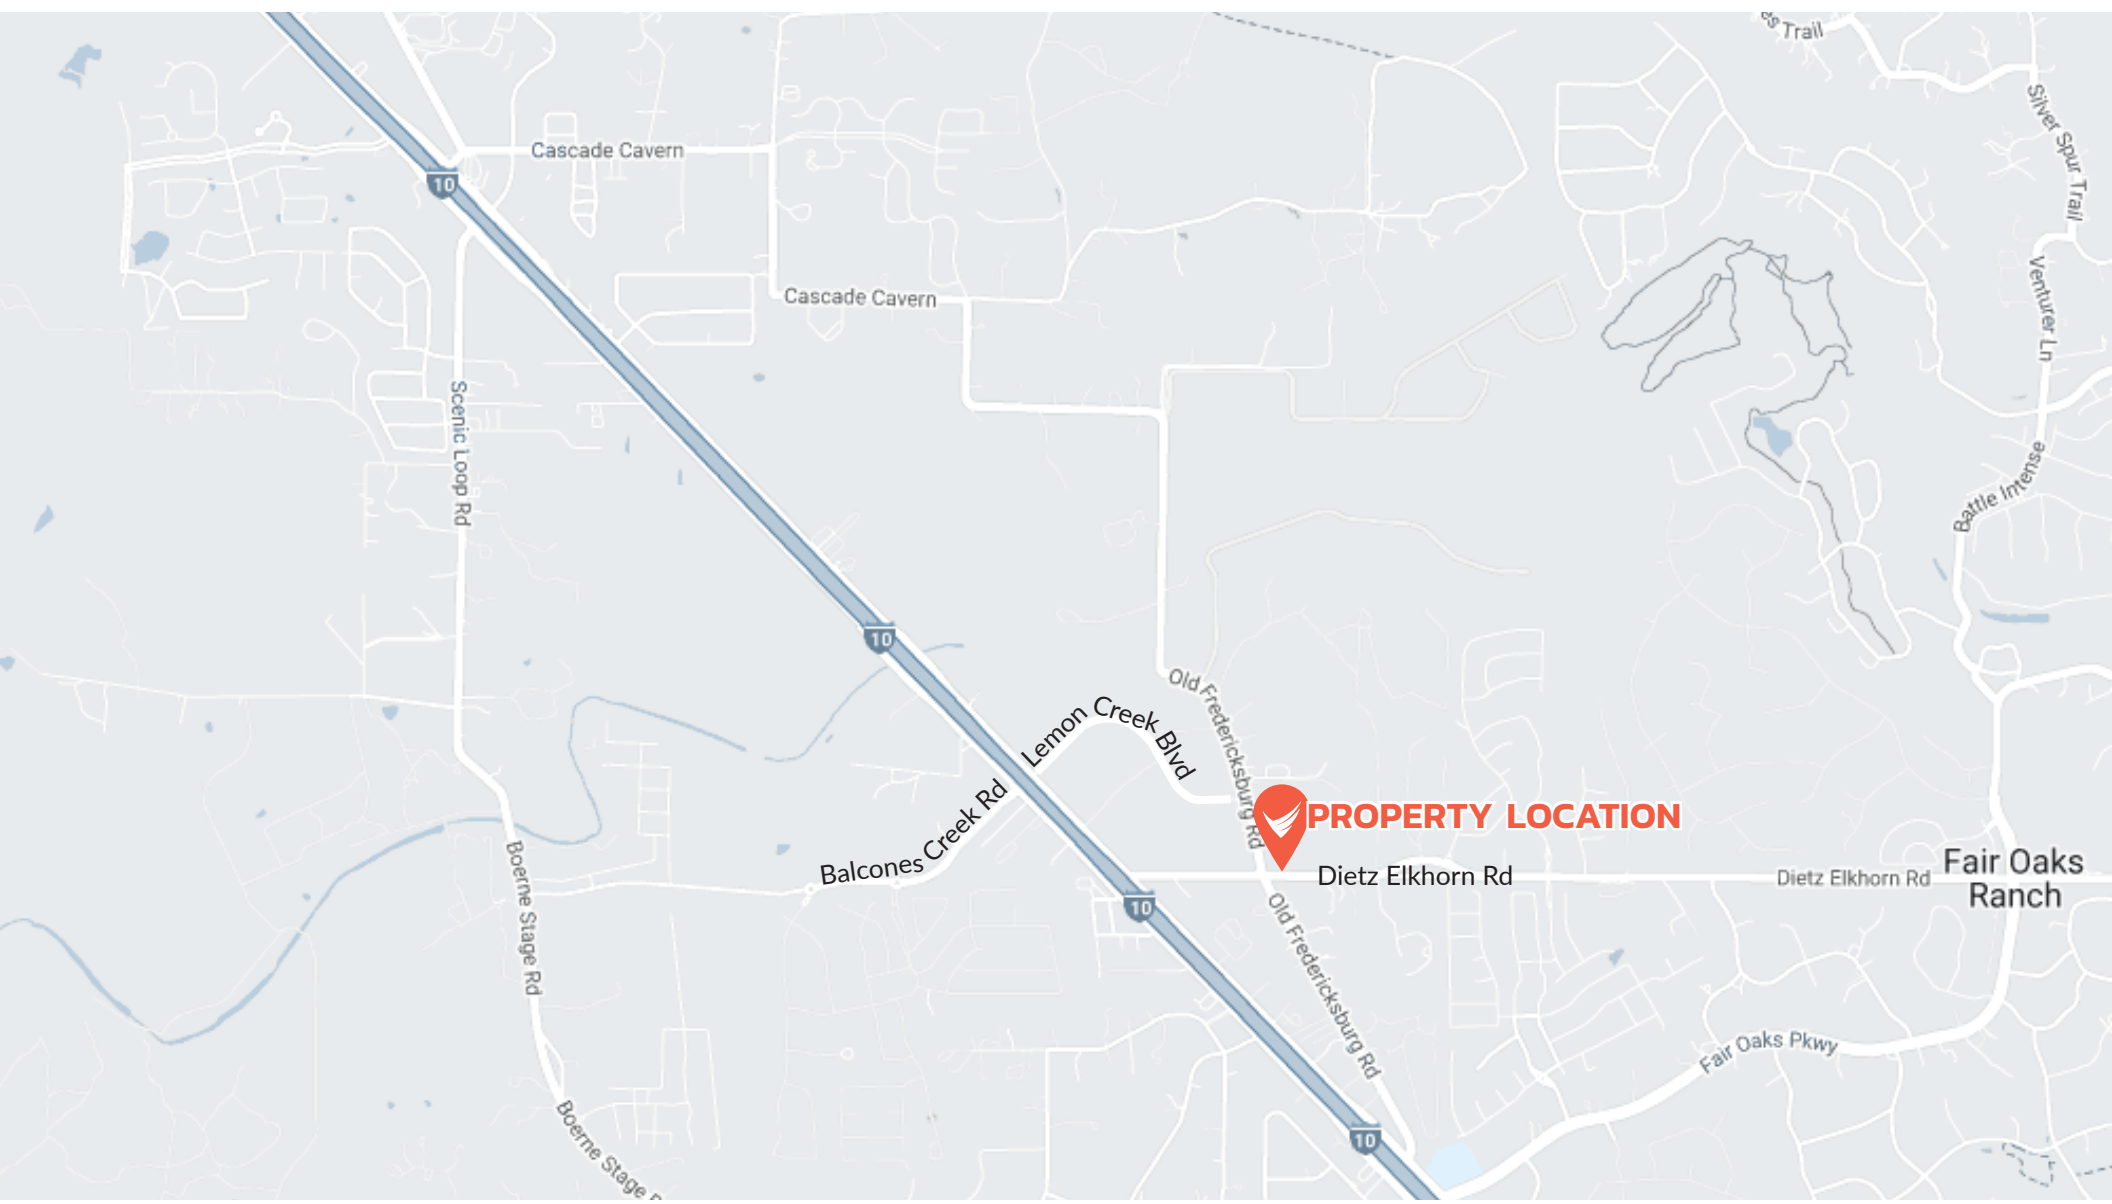 es Trail
Silver Spur Trail
Cascade Cavern
10
Venturer Ln
Cascade Cavern
Scenic Loop Rd
Battle Intense
10
Old Fredericksburg Rd
Lemon Creek Blvd
Balcones Creek Rd
PROPERTY LOCATION
Dietz Elkhorn Rd
Dietz Elkhorn Rd
Fair Oaks
Ranch
10
Boerne Stage Rd
Old Fredericksburg Rd
Fair Oaks Pkwy
10
Boerne Stage R